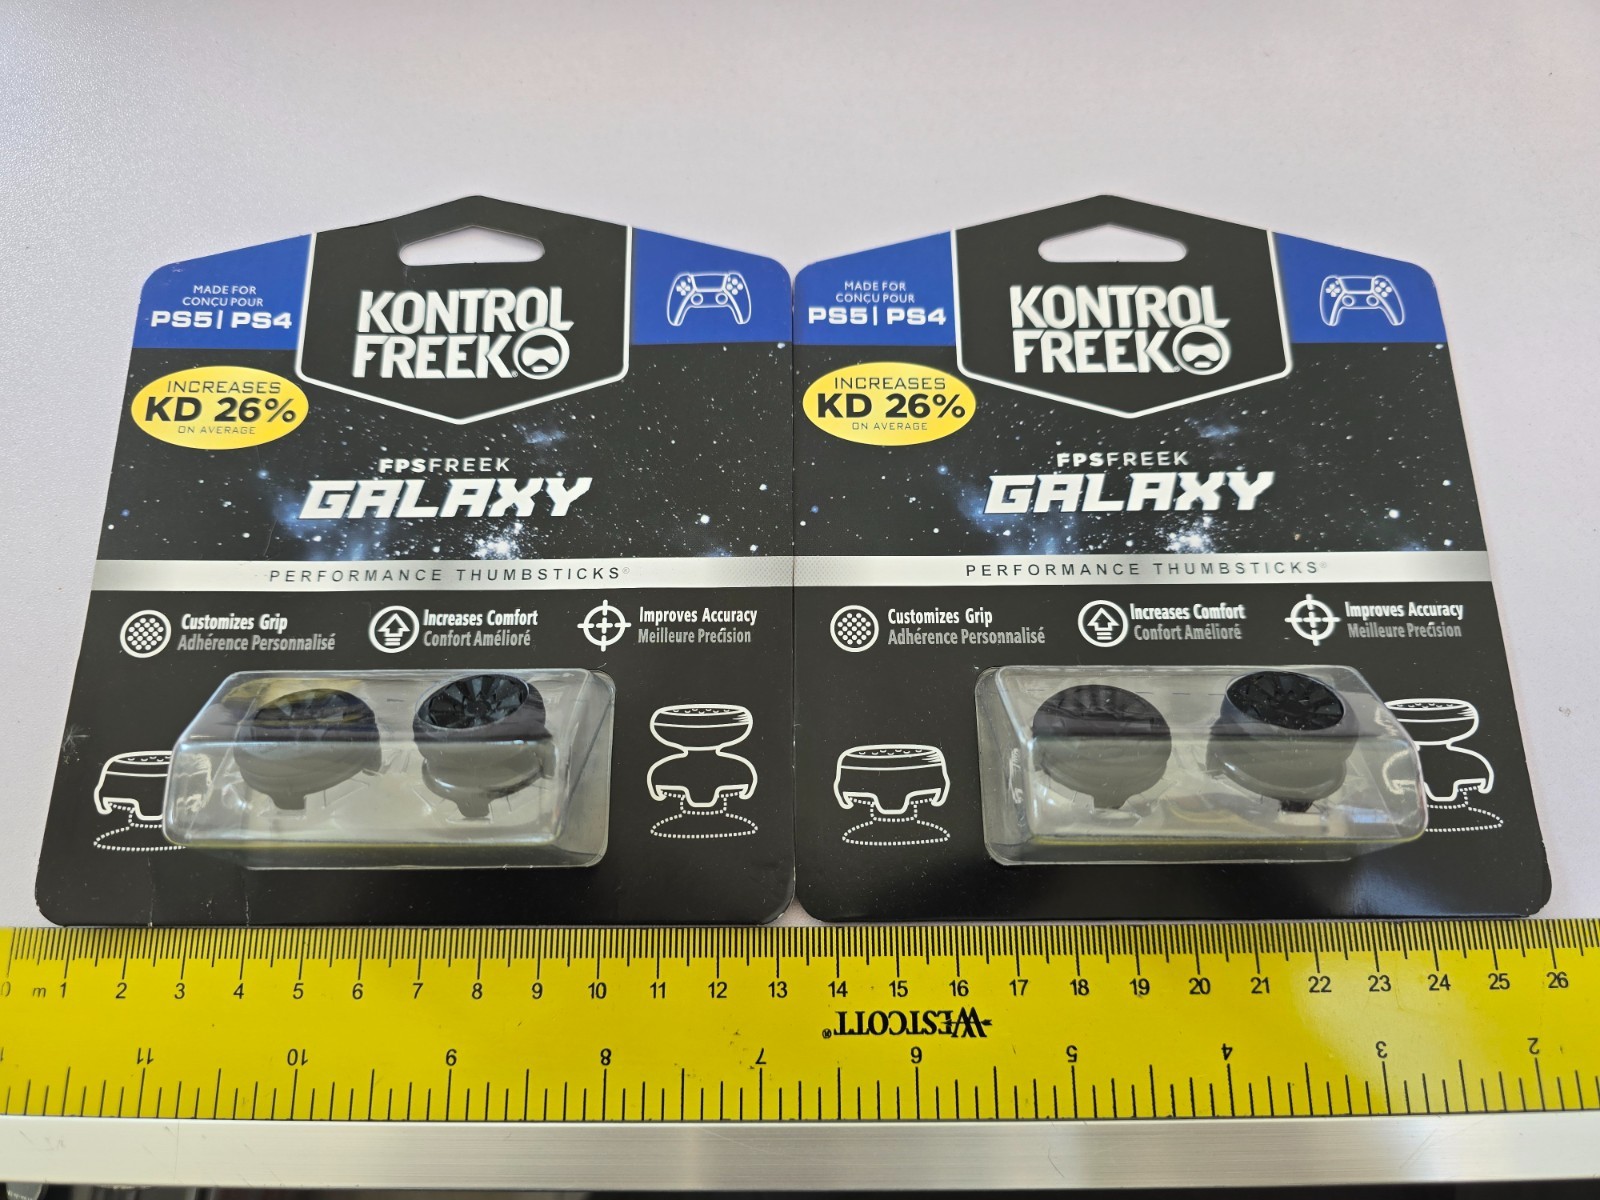 MADE FOR
CONÇU POUR
PS5 | PS4
KONTROL
FREEK®
INCREASES
KD 26%
ON AVERAGE
FPSFREEK
GALAXY
PERFORMANCE THUMBSTICKS®
Customizes Grip
Adhérence Personnalisé
Increases Comfort
Confort Amélioré
Improves Accuracy
Meilleure Precísion
MADE FOR
CONÇU POUR
PS5 | PS4
KONTROL
FREEK®
INCREASES
KD 26%
ON AVERAGE
FPSFREEK
GALAXY
PERFORMANCE THUMBSTICKS®
Customizes Grip
Adhérence Personnalisé
Increases Comfort
Confort Amélioré
Improves Accuracy
Meilleure Precísion
0 m 1 2 3 4 5 6 7 8 9 10 11 12 13 14 15 16 17 18 19 20 21 22 23 24 25 26
WESTCOTT®
11 10 9 8 7 6 5 4 3 2